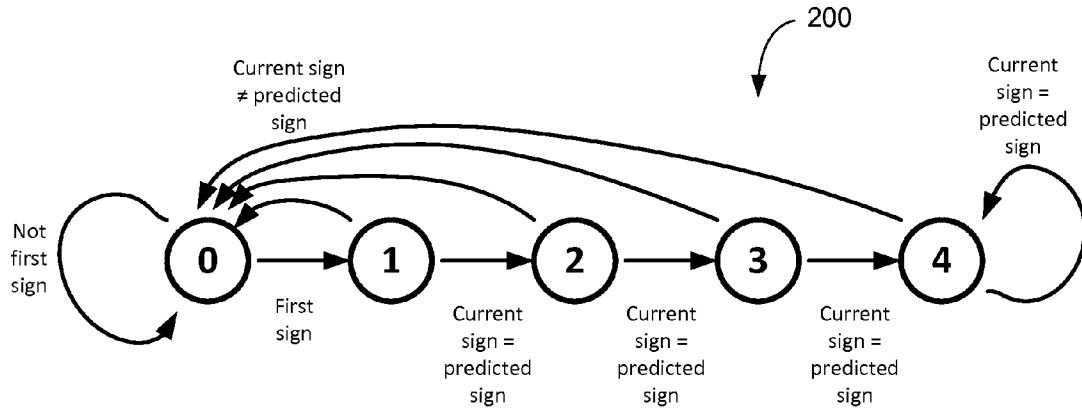 200
Current sign
≠ predicted
sign
Current
sign =
predicted
sign
Not
first
sign
0
1
2
3
4
First
sign
Current
sign =
predicted
sign
Current
sign =
predicted
sign
Current
sign =
predicted
sign